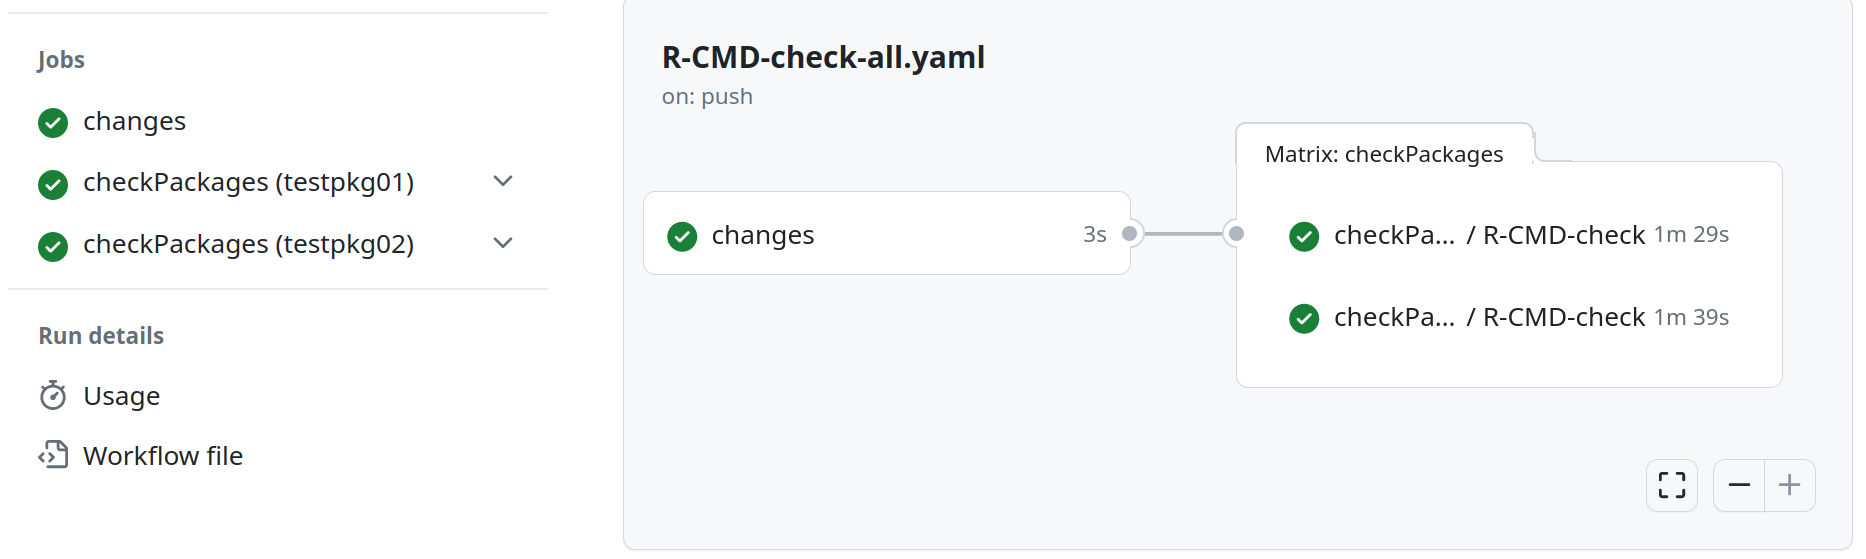 Jobs
changes
checkPackages (testpkg01)
checkPackages (testpkg02)
Run details
Usage
Workflow file
R-CMD-check-all.yaml
on: push
changes 3s
Matrix: checkPackages
checkPa... / R-CMD-check 1m 29s
checkPa... / R-CMD-check 1m 39s